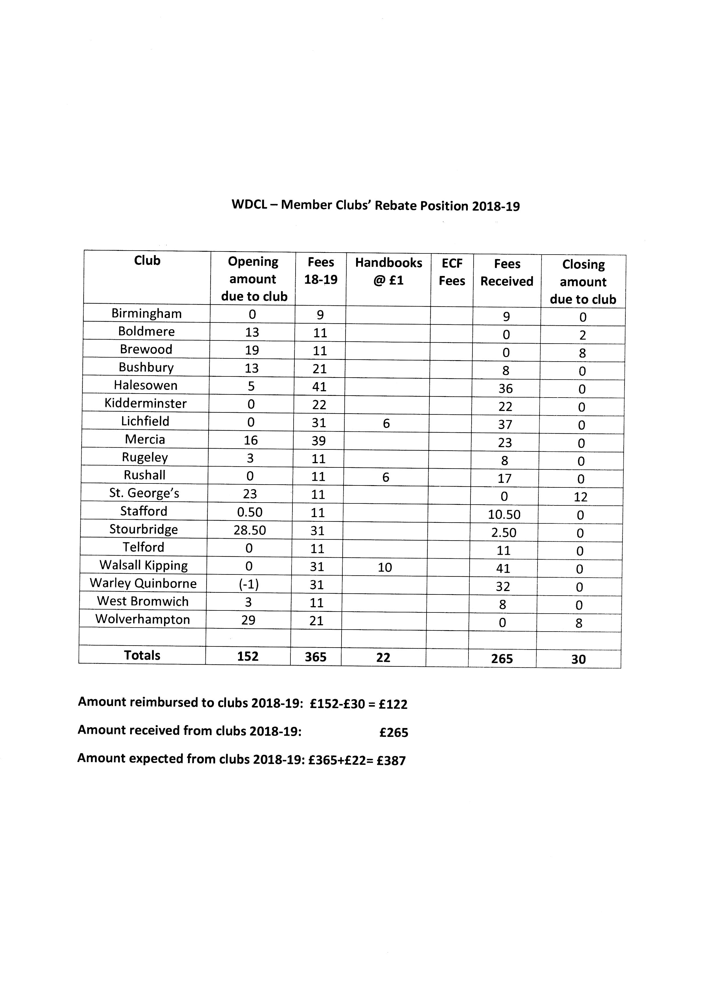 WDCL – Member Clubs' Rebate Position 2018-19
Club Opening amount due to club Fees 18-19 Handbooks @ £1 ECF Fees Fees Received Closing amount due to club
Birmingham 0 9 9 0
Boldmere 13 11 0 2
Brewood 19 11 0 8
Bushbury 13 21 8 0
Halesowen 5 41 36 0
Kidderminster 0 22 22 0
Lichfield 0 31 6 37 0
Mercia 16 39 23 0
Rugeley 3 11 8 0
Rushall 0 11 6 17 0
St. George's 23 11 0 12
Stafford 0.50 11 10.50 0
Stourbridge 28.50 31 2.50 0
Telford 0 11 11 0
Walsall Kipping 0 31 10 41 0
Warley Quinborne (-1) 31 32 0
West Bromwich 3 11 8 0
Wolverhampton 29 21 0 8
Totals 152 365 22 265 30
Amount reimbursed to clubs 2018-19: £152-£30 = £122
Amount received from clubs 2018-19: £265
Amount expected from clubs 2018-19: £365+£22= £387